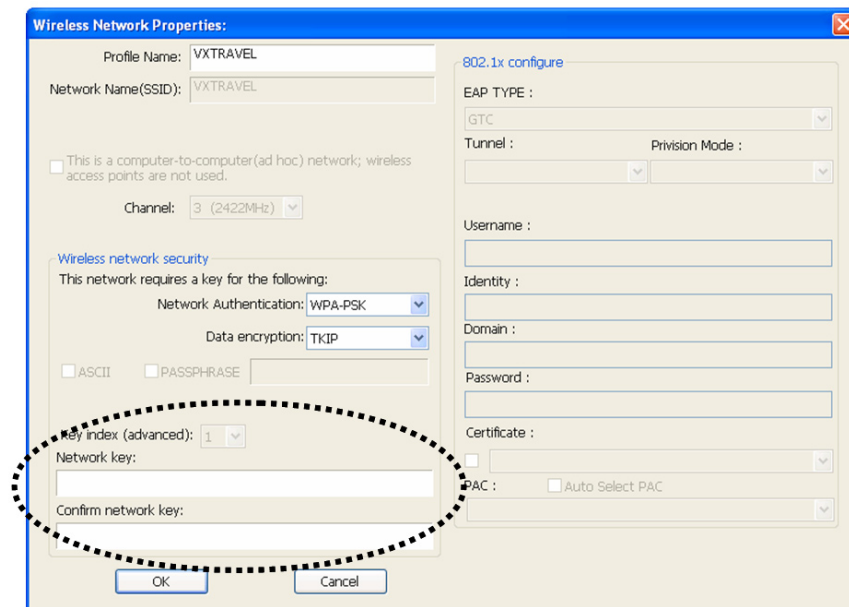 Wireless Network Properties:
Profile Name: VXTRAVEL
Network Name(SSID): VXTRAVEL
This is a computer-to-computer(ad hoc) network; wireless
access points are not used.
Channel: 3 (2422MHz)
Wireless network security
This network requires a key for the following:
Network Authentication: WPA-PSK
Data encryption: TKIP
ASCII PASSPHRASE
Key index (advanced): 1
Network key:
Confirm network key:
OK Cancel
802.1x configure
EAP TYPE :
GTC
Tunnel : Privision Mode :
Username :
Identity :
Domain :
Password :
Certificate :
PAC : Auto Select PAC